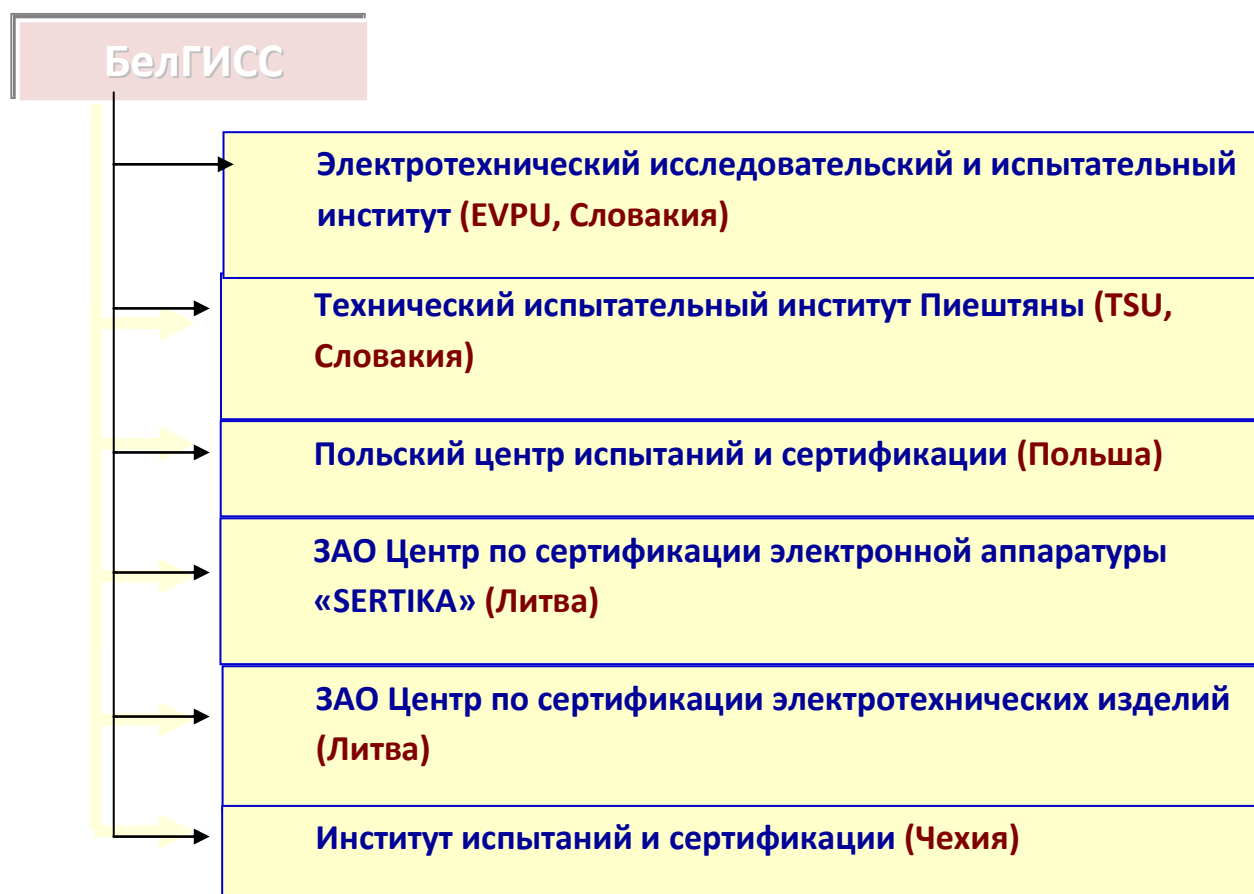 БелГИСС
Электротехнический исследовательский и испытательный
институт (EVPU, Словакия)
Технический испытательный институт Пиештяны (TSU,
Словакия)
Польский центр испытаний и сертификации (Польша)
ЗАО Центр по сертификации электронной аппаратуры
«SERTIKA» (Литва)
ЗАО Центр по сертификации электротехнических изделий
(Литва)
Институт испытаний и сертификации (Чехия)